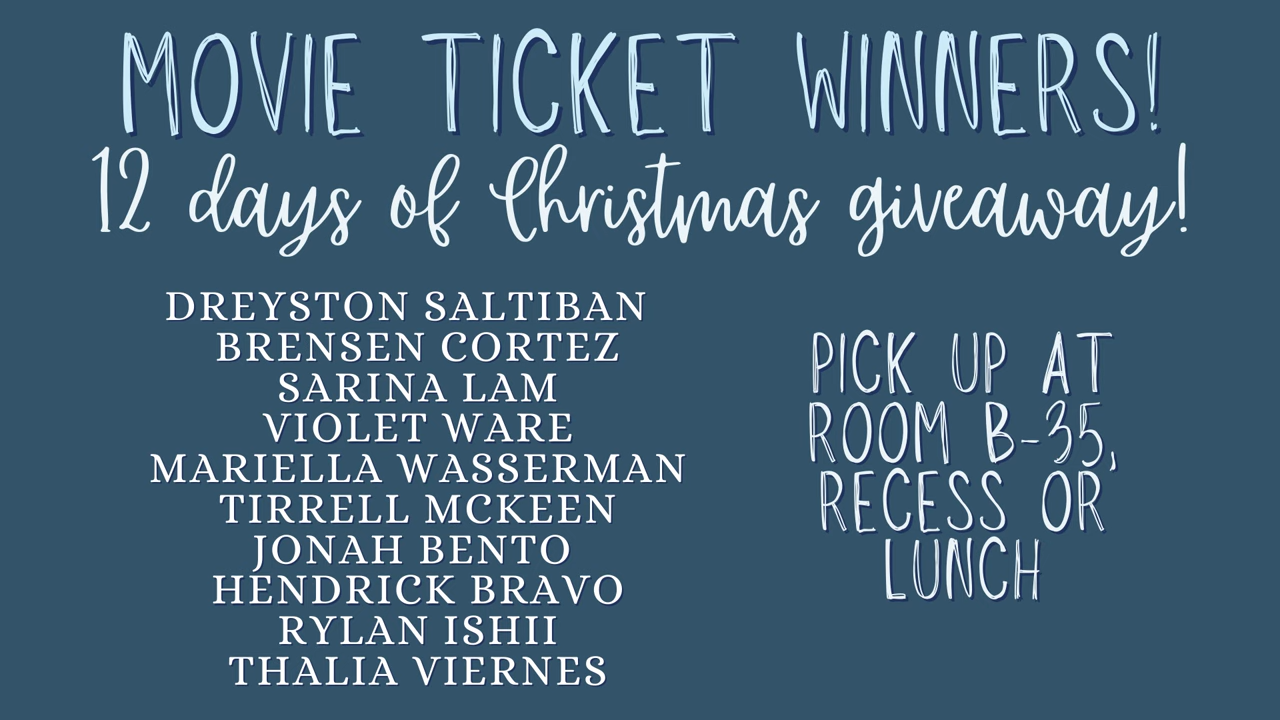 MOVIE TICKET WINNERS!
12 days of Christmas giveaway!
DREYSTON SALTIBAN
BRENSEN CORTEZ
SARINA LAM
VIOLET WARE
MARIELLA WASSERMAN
TIRRELL MCKEEN
JONAH BENTO
HENDRICK BRAVO
RYLAN ISHII
THALIA VIERNES
PICK UP AT
ROOM B-35,
RECESS OR
LUNCH